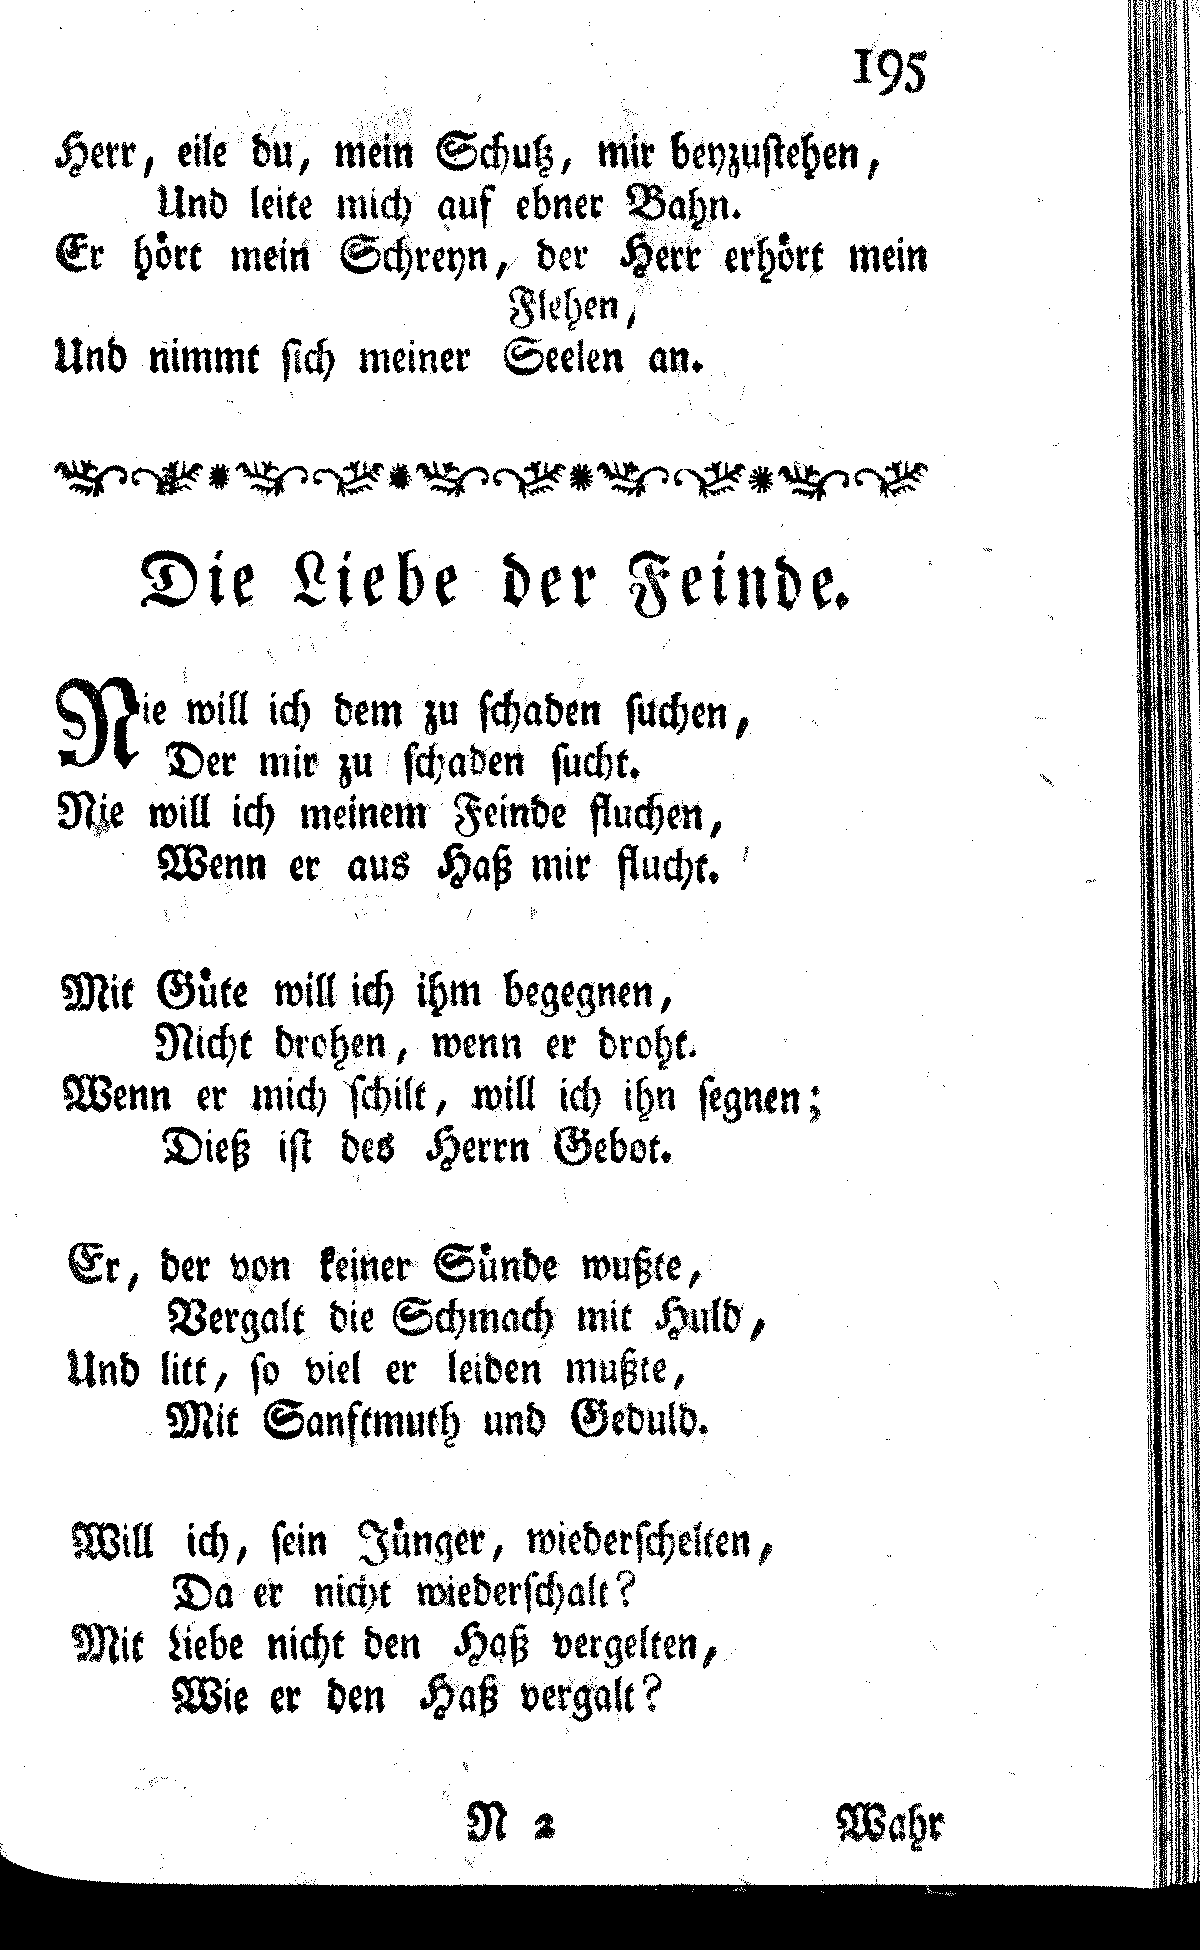 195
Herr, eile du, mein Schutz, mir beyzustehen,
Und leite mich auf ebner Bahn.
Er hört mein Schreyn, der Herr erhört mein
Flehen,
Und nimmt sich meiner Seelen an.
Die Liebe der Feinde.
Nie will ich dem zu schaden suchen,
Der mir zu schaden sucht.
Nie will ich meinem Feinde fluchen,
Wenn er aus Haß mir flucht.
Mit Güte will ich ihm begegnen,
Nicht drohen, wenn er droht.
Wenn er mich schilt, will ich ihn segnen;
Dieß ist des Herrn Gebot.
Er, der von keiner Sünde wußte,
Vergalt die Schmach mit Huld,
Und litt, so viel er leiden mußte,
Mit Sanftmuth und Geduld.
Will ich, sein Jünger, wiederschelten,
Da er nicht wiederschalt?
Mit Liebe nicht den Haß vergelten,
Wie er den Haß vergalt?
N 2 Wahr